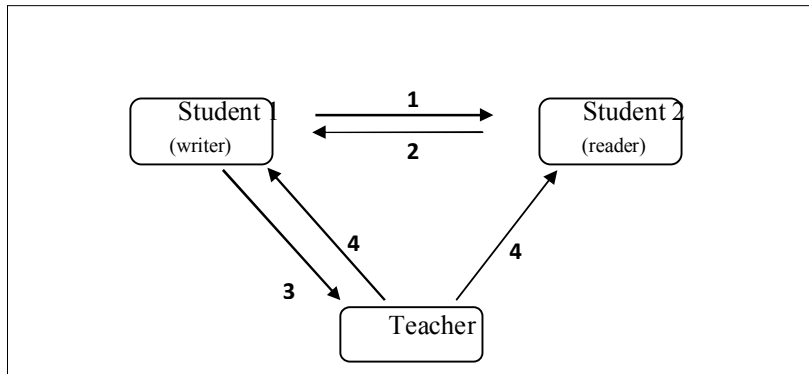 1
Student 1
(writer)
Student 2
(reader)
2
4
4
3
Teacher